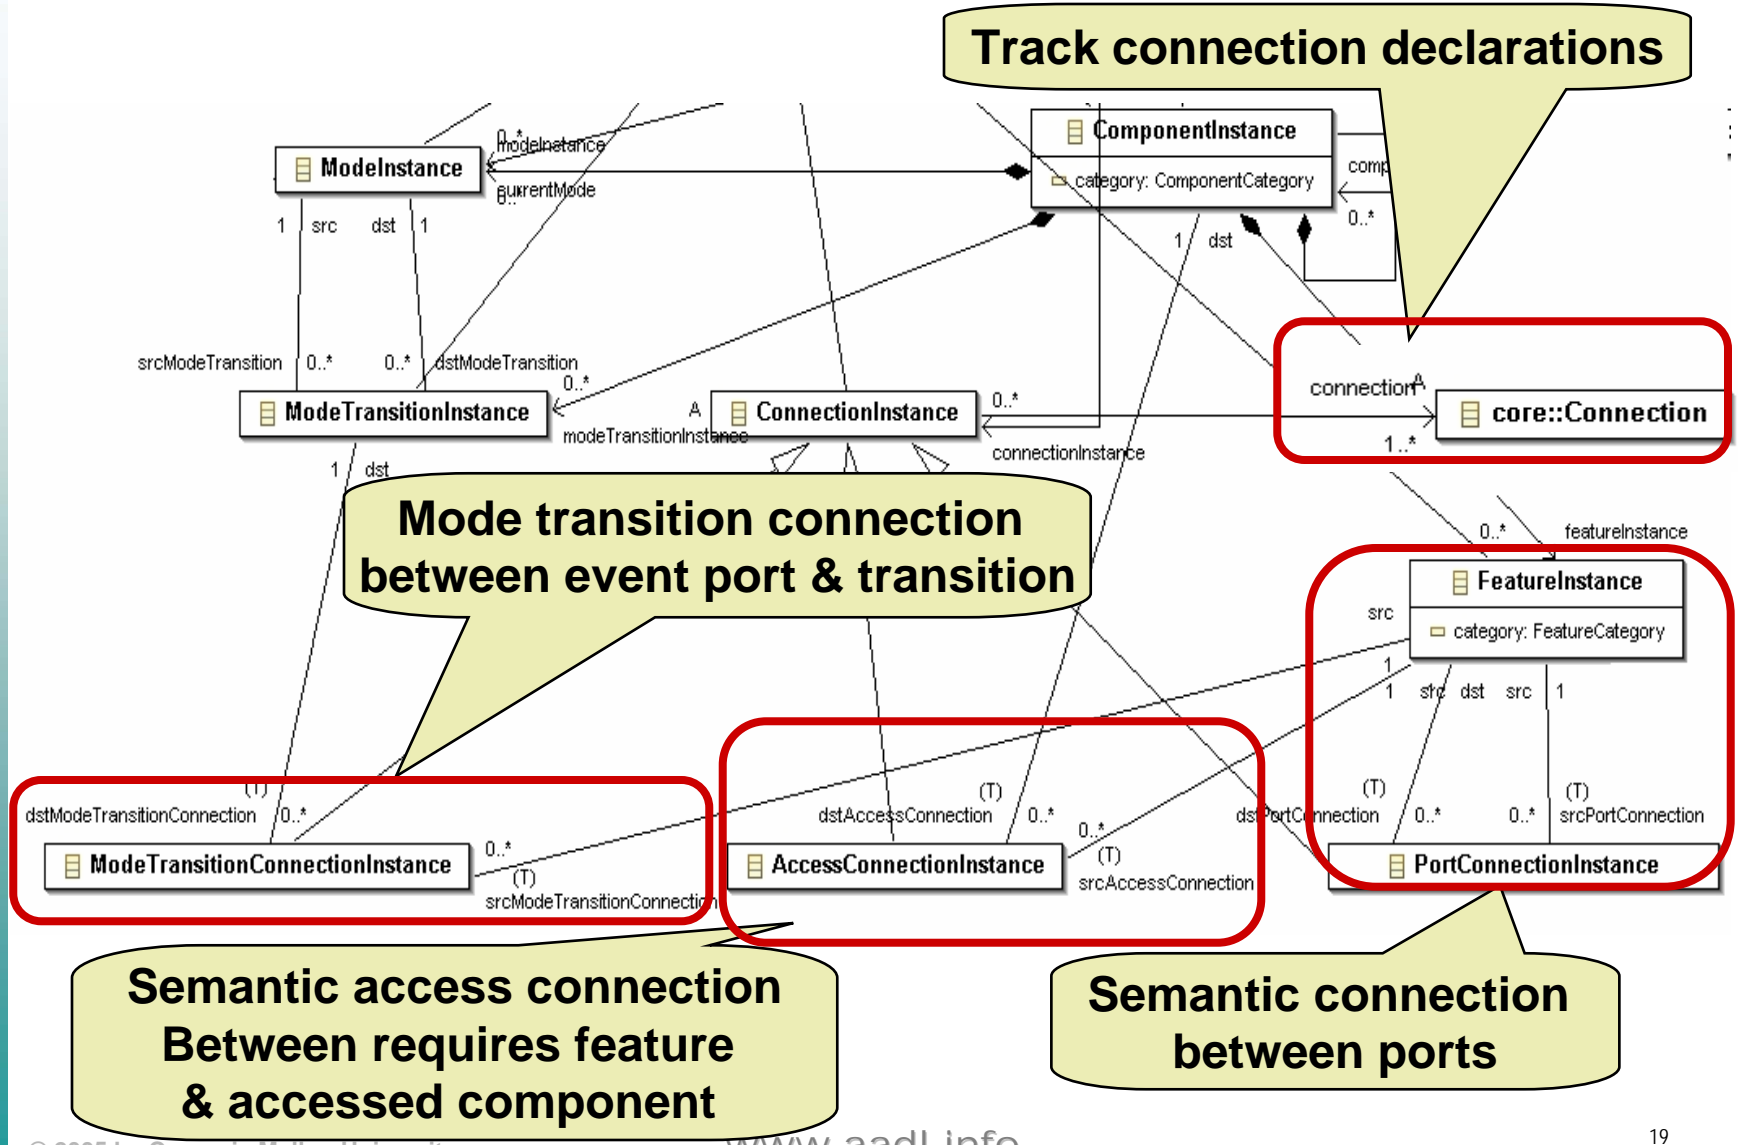 Track connection declarations
ComponentInstance
category: ComponentCategory
0..*
modeInstance
ModeInstance
currentMode
comp
0..*
1 src dst 1
1 dst
srcModeTransition 0..* 0..* dstModeTransition
0..*
ModeTransitionInstance
A
ConnectionInstance
0..*
connection
A
core::Connection
1..*
modeTransitionInstance
connectionInstance
1 dst
Mode transition connection
between event port & transition
0..* featureInstance
FeatureInstance
category: FeatureCategory
src
1
1 src dst src 1
(T)
dstModeTransitionConnection 0..*
ModeTransitionConnectionInstance
0..*
(T)
srcModeTransitionConnection
(T)
dstAccessConnection 0..*
0..*
AccessConnectionInstance
(T)
srcAccessConnection
(T) (T)
dstPortConnection 0..* 0..* srcPortConnection
PortConnectionInstance
Semantic access connection
Between requires feature
& accessed component
Semantic connection
between ports
www.aadl.info
19